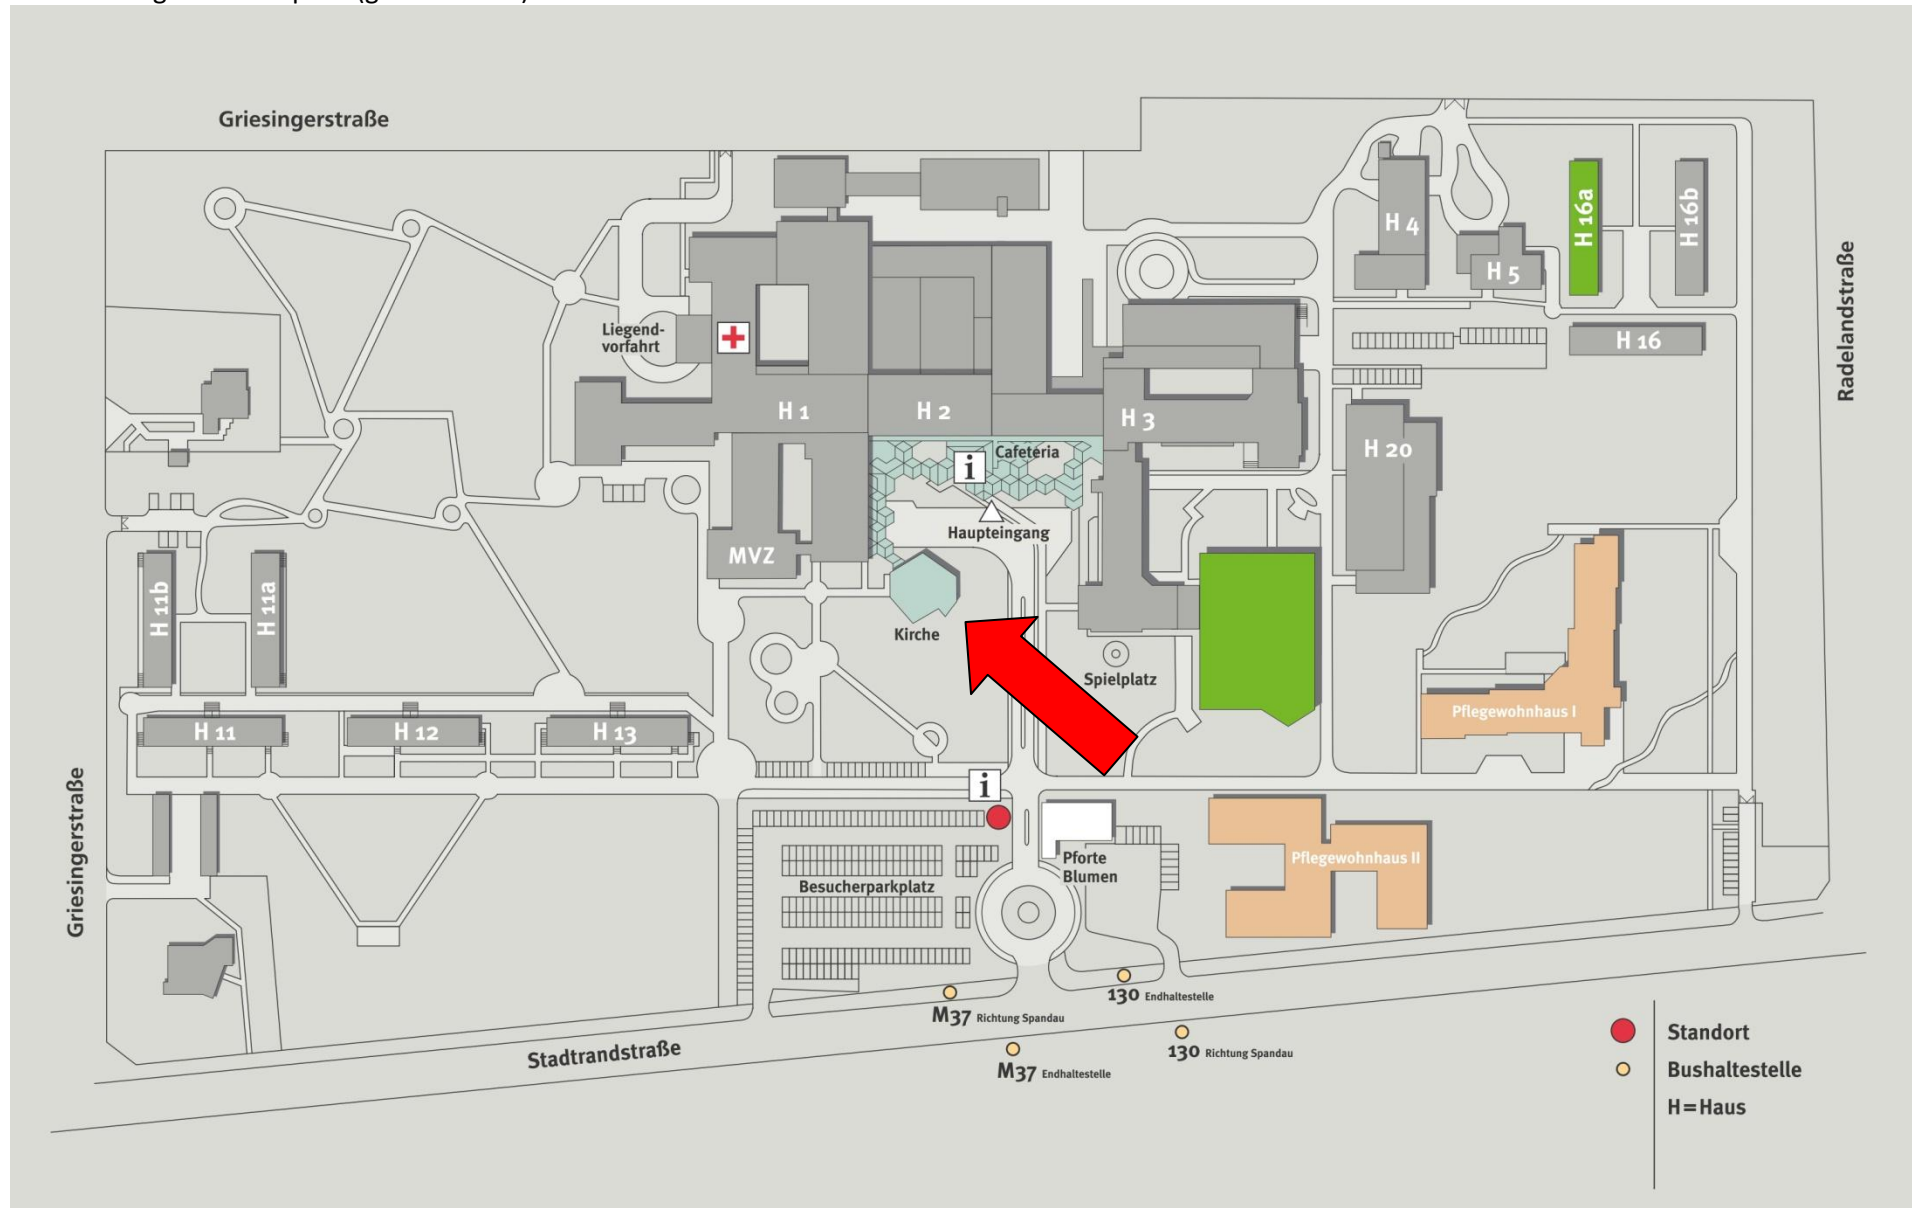 Griesingerstraße
Liegend-
vorfahrt
H 1
H 2
H 3
H 4
H 5
H 16a
H 16b
H 16
H 20
Radelandstraße
Cafeteria
i
Haupteingang
MVZ
Kirche
Spielplatz
H 11b
H 11a
H 11
H 12
H 13
Pflegewohnhaus I
Griesingerstraße
i
Pforte
Blumen
Pflegewohnhaus II
Besucherparkplatz
130 Endhaltestelle
M37 Richtung Spandau
130 Richtung Spandau
M37 Endhaltestelle
Stadtrandstraße
Standort
Bushaltestelle
H=Haus